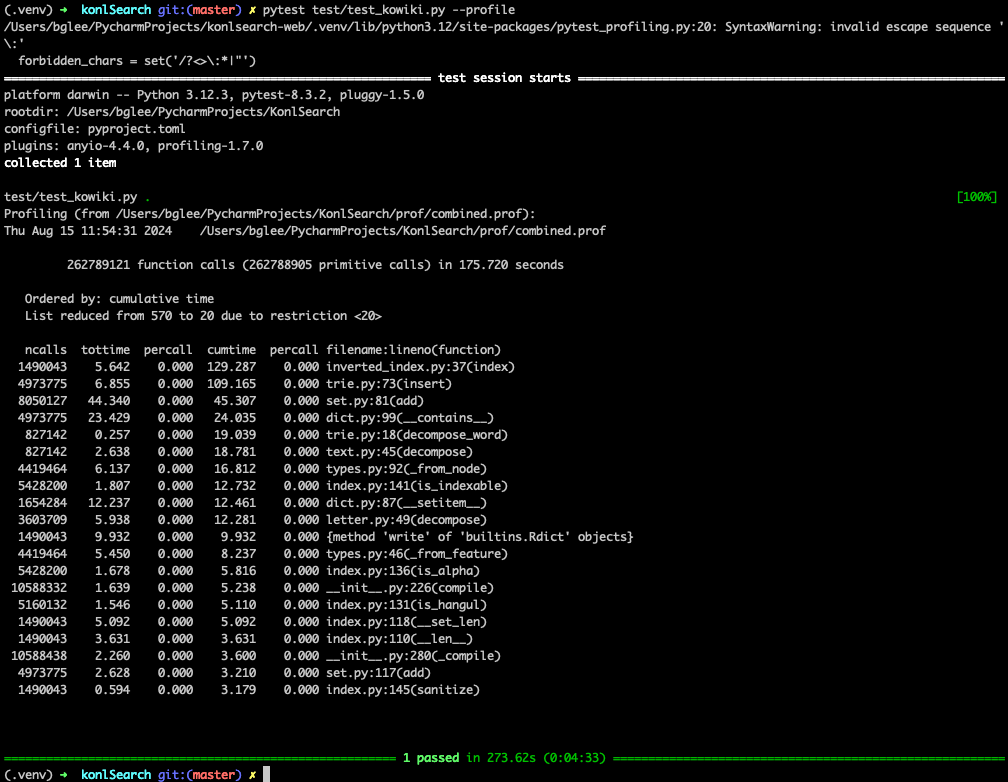 (.venv) ➜  konlSearch git:(master) ✗ pytest test/test_kowiki.py --profile
/Users/bglee/PycharmProjects/konlsearch-web/.venv/lib/python3.12/site-packages/pytest_profiling.py:20: SyntaxWarning: invalid escape sequence '
\:'
  forbidden_chars = set('/?<>\:*|"')
test session starts
platform darwin -- Python 3.12.3, pytest-8.3.2, pluggy-1.5.0
rootdir: /Users/bglee/PycharmProjects/KonlSearch
configfile: pyproject.toml
plugins: anyio-4.4.0, profiling-1.7.0
collected 1 item
test/test_kowiki.py . [100%]
Profiling (from /Users/bglee/PycharmProjects/KonlSearch/prof/combined.prof):
Thu Aug 15 11:54:31 2024    /Users/bglee/PycharmProjects/KonlSearch/prof/combined.prof
         262789121 function calls (262788905 primitive calls) in 175.720 seconds
   Ordered by: cumulative time
   List reduced from 570 to 20 due to restriction <20>
   ncalls  tottime  percall  cumtime  percall filename:lineno(function)
  1490043    5.642    0.000  129.287    0.000 inverted_index.py:37(index)
  4973775    6.855    0.000  109.165    0.000 trie.py:73(insert)
  8050127   44.340    0.000   45.307    0.000 set.py:81(add)
  4973775   23.429    0.000   24.035    0.000 dict.py:99(__contains__)
   827142    0.257    0.000   19.039    0.000 trie.py:18(decompose_word)
   827142    2.638    0.000   18.781    0.000 text.py:45(decompose)
  4419464    6.137    0.000   16.812    0.000 types.py:92(_from_node)
  5428200    1.807    0.000   12.732    0.000 index.py:141(is_indexable)
  1654284   12.237    0.000   12.461    0.000 dict.py:87(__setitem__)
  3603709    5.938    0.000   12.281    0.000 letter.py:49(decompose)
  1490043    9.932    0.000    9.932    0.000 {method 'write' of 'builtins.Rdict' objects}
  4419464    5.450    0.000    8.237    0.000 types.py:46(_from_feature)
  5428200    1.678    0.000    5.816    0.000 index.py:136(is_alpha)
 10588332    1.639    0.000    5.238    0.000 __init__.py:226(compile)
  5160132    1.546    0.000    5.110    0.000 index.py:131(is_hangul)
  1490043    5.092    0.000    5.092    0.000 index.py:118(__set_len)
  1490043    3.631    0.000    3.631    0.000 index.py:110(__len__)
 10588438    2.260    0.000    3.600    0.000 __init__.py:280(_compile)
  4973775    2.628    0.000    3.210    0.000 set.py:117(add)
  1490043    0.594    0.000    3.179    0.000 index.py:145(sanitize)
1 passed in 273.62s (0:04:33)
(.venv) ➜  konlSearch git:(master) ✗